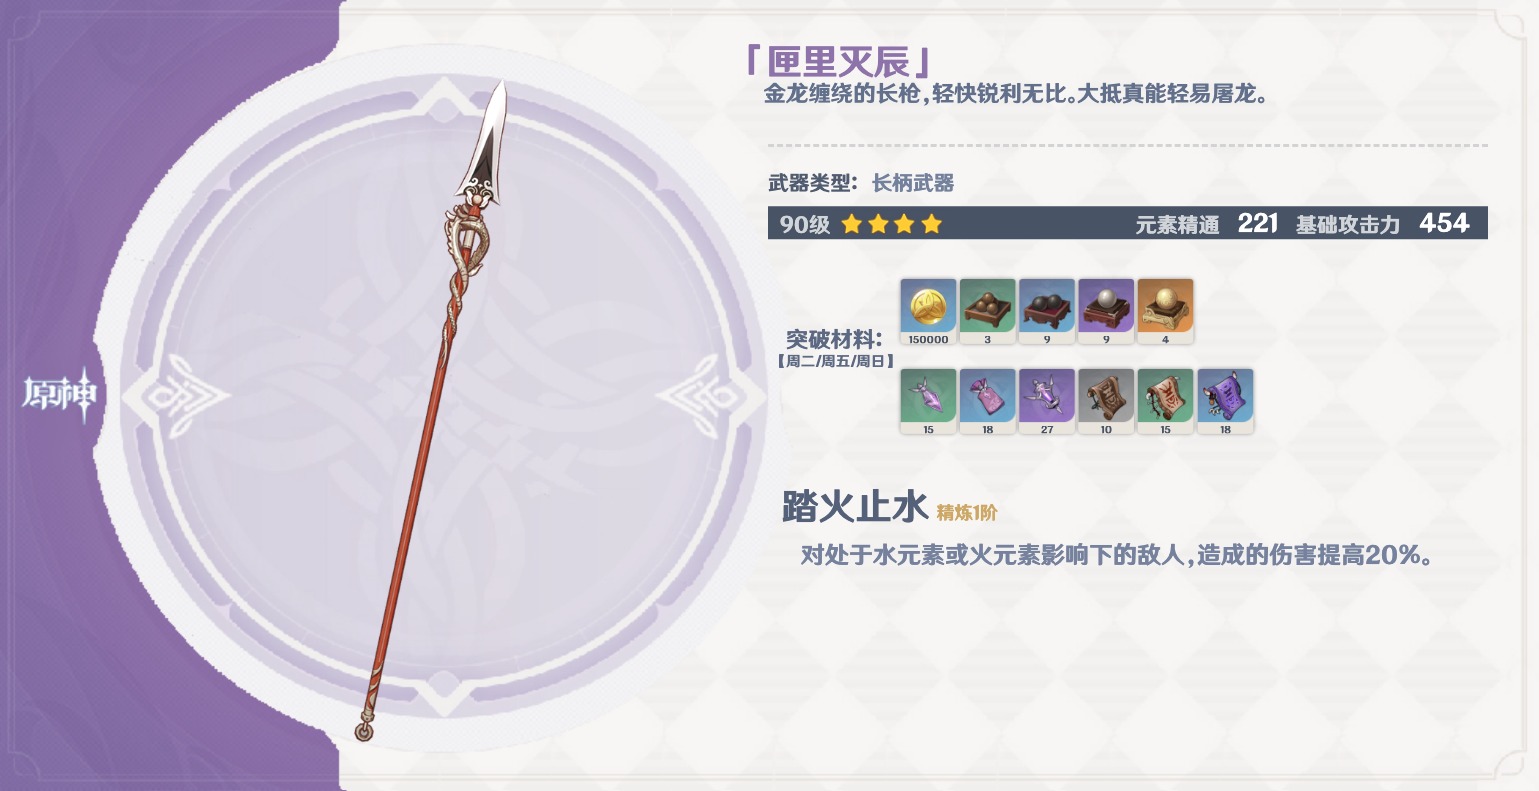 「匣里灭辰」
金龙缠绕的长枪,轻快锐利无比。大抵真能轻易屠龙。
武器类型: 长柄武器
90级 元素精通 221 基础攻击力 454
150000 3 9 9 4
突破材料:
【周二/周五/周日】
原神
15 18 27 10 15 18
踏火止水 精炼1阶
对处于水元素或火元素影响下的敌人,造成的伤害提高20%。